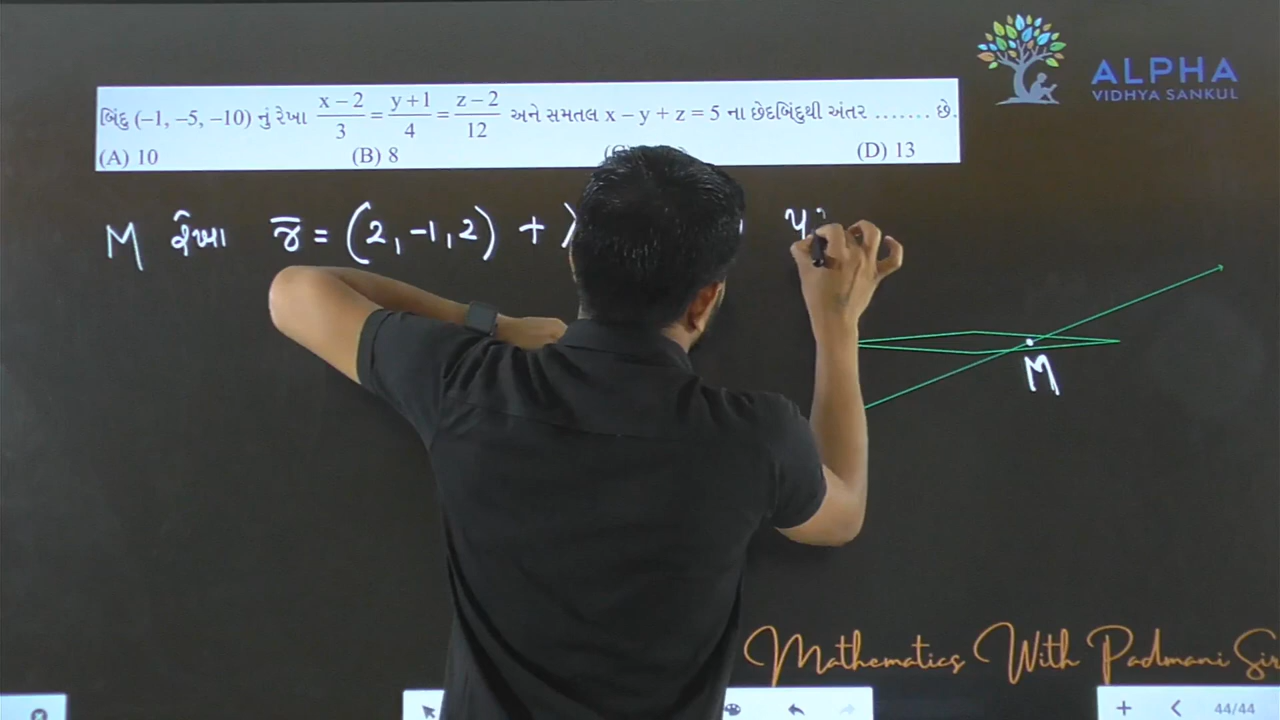 ALPHA
VIDHYA SANKUL
બિંદુ (–1, –5, –10) નું રેખા x – 2 / 3 = y + 1 / 4 = z – 2 / 12 અને સમતલ x – y + z = 5 ના છેદબિંદુથી અંતર ....... છે.
(A) 10 (B) 8 (D) 13
M રેખા r̄ = (2, -1, 2) + λ
M
Mathematics With Padmani Sir
44/44